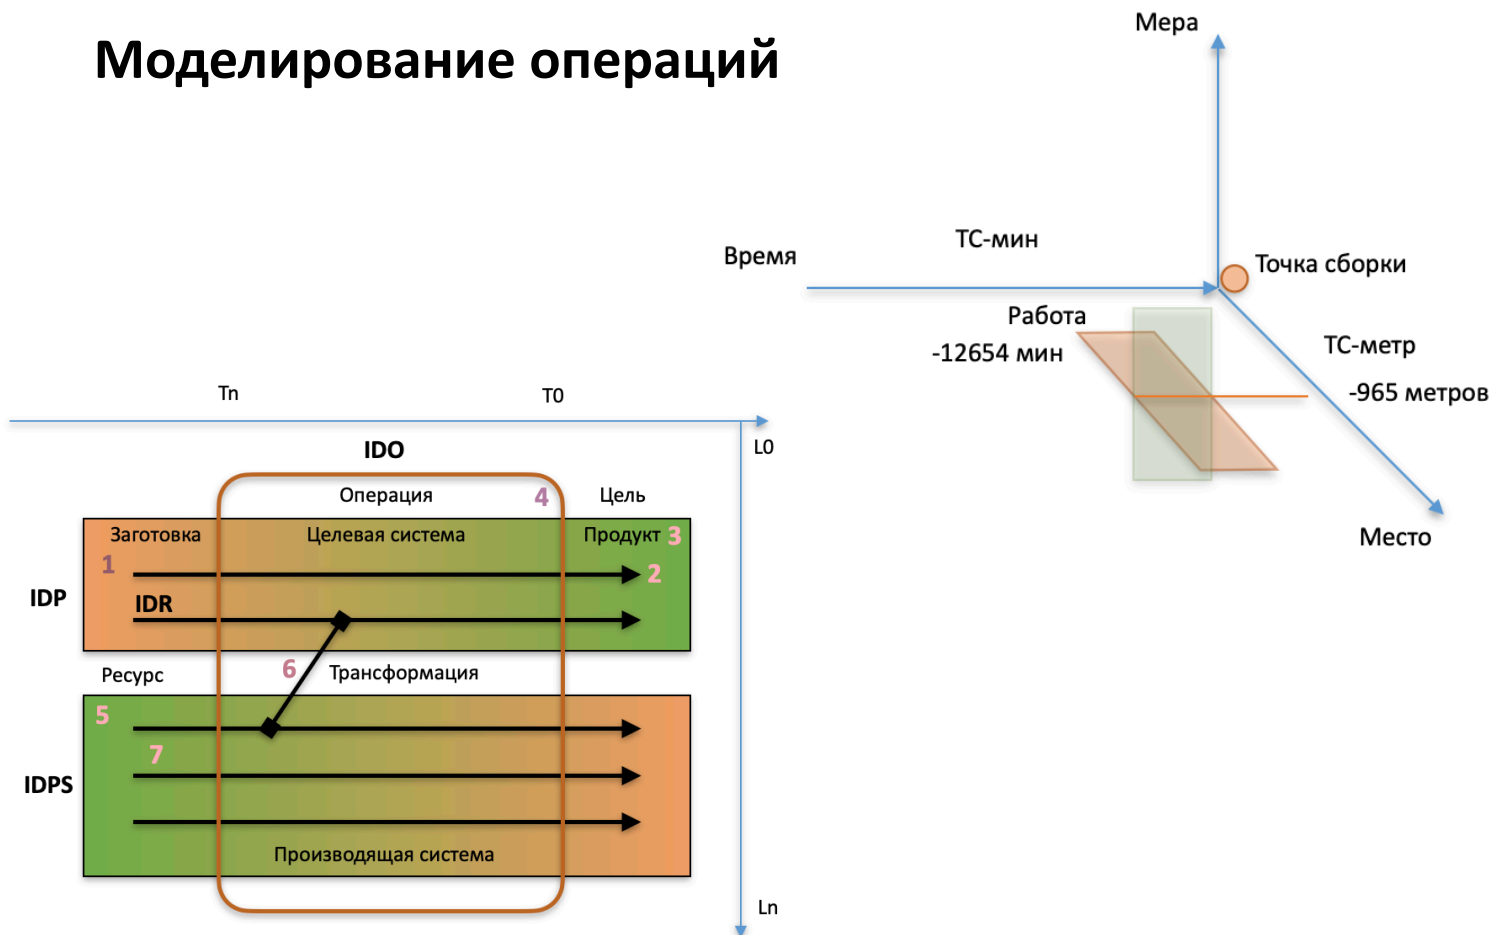 Моделирование операций
Мера
Время
ТС-мин
Точка сборки
Работа
-12654 мин
ТС-метр
-965 метров
Место
Tn
T0
L0
IDO
Операция
4
Цель
Заготовка
Целевая система
Продукт
3
1
2
IDP
IDR
6
Ресурс
Трансформация
5
7
IDPS
Производящая система
Ln